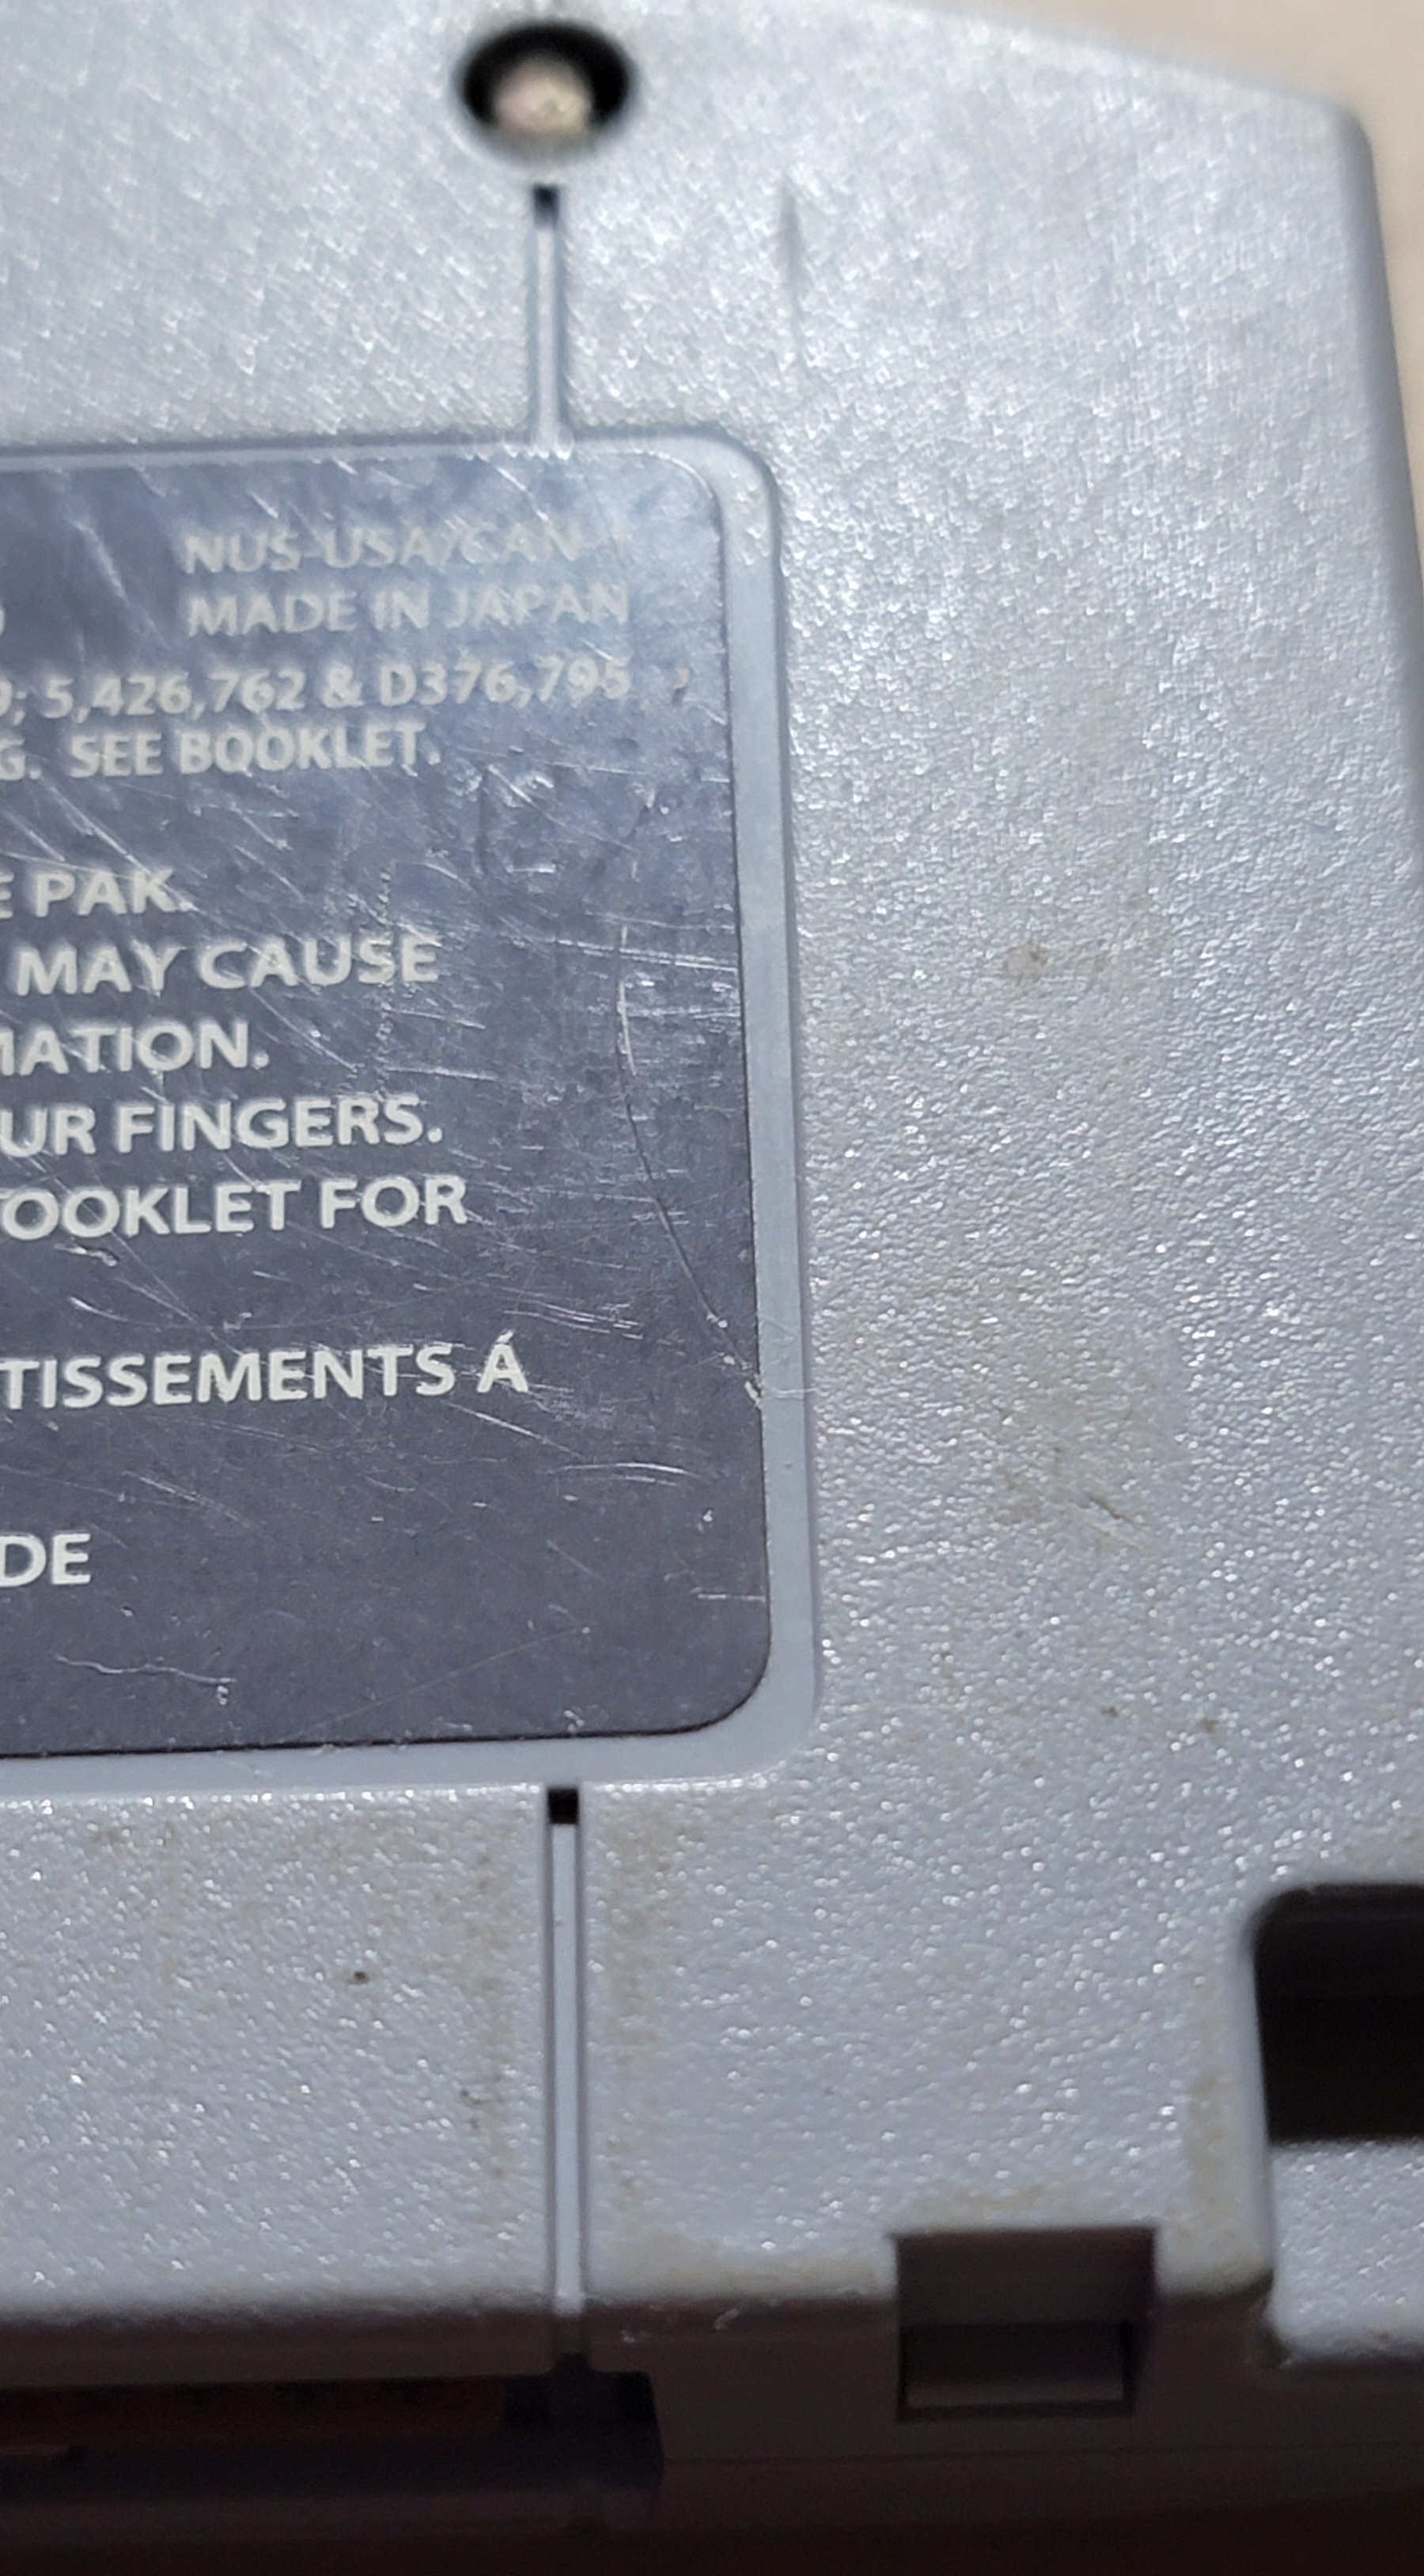 NUS-USA/CAN
MADE IN JAPAN
9; 5,426,762 & D376,795
G. SEE BOOKLET.
E PAK.
MAY CAUSE
MATION.
UR FINGERS.
OOKLET FOR
TISSEMENTS Á
DE